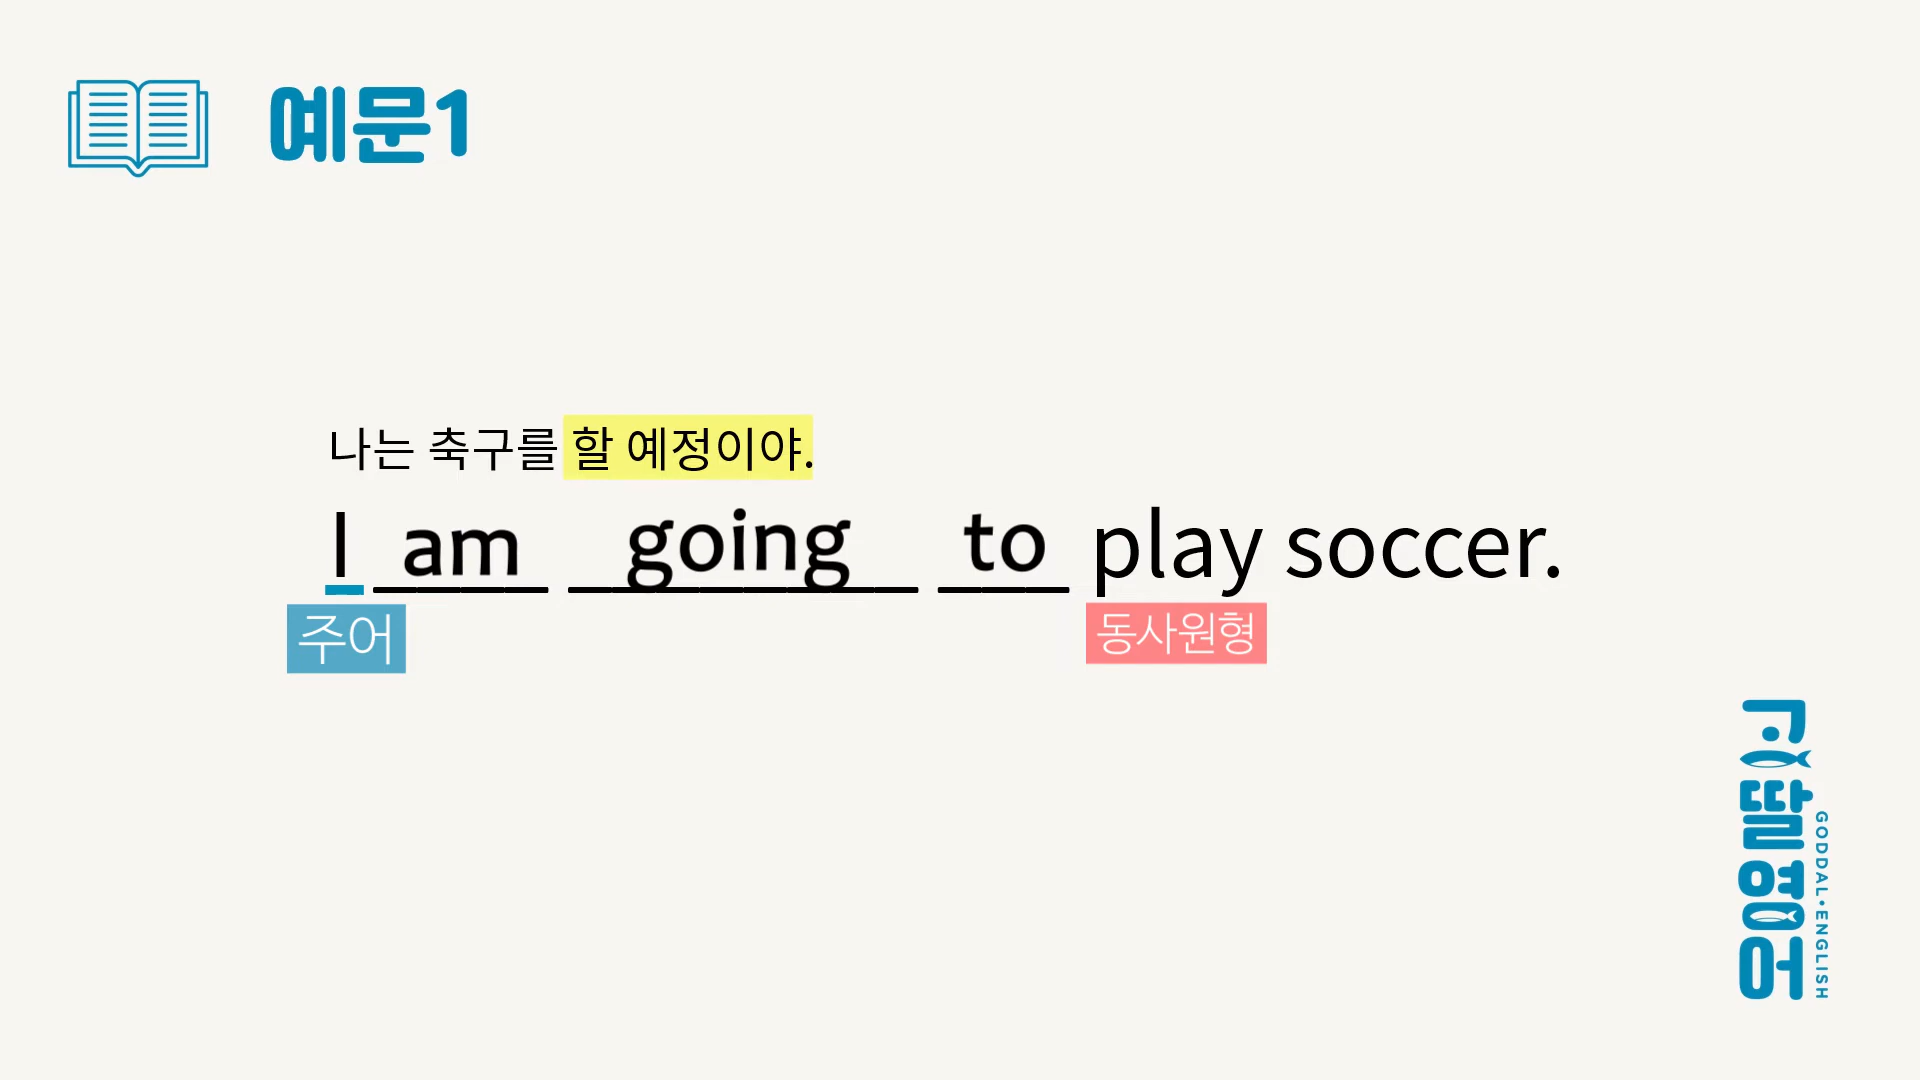 예문1
나는 축구를 할 예정이야.
I am going to play soccer.
주어 동사원형
갓딸영어
GODDAL•ENGLISH